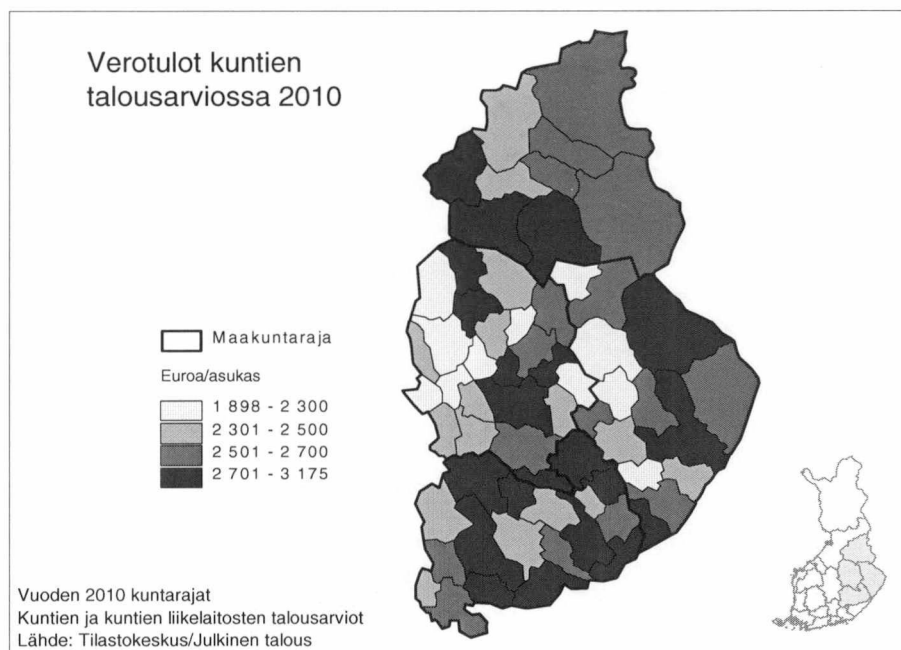 Verotulot kuntien
talousarviossa 2010
Maakuntaraja
Euroa/asukas
1 898 - 2 300
2 301 - 2 500
2 501 - 2 700
2 701 - 3 175
Vuoden 2010 kuntarajat
Kuntien ja kuntien liikelaitosten talousarviot
Lähde: Tilastokeskus/Julkinen talous